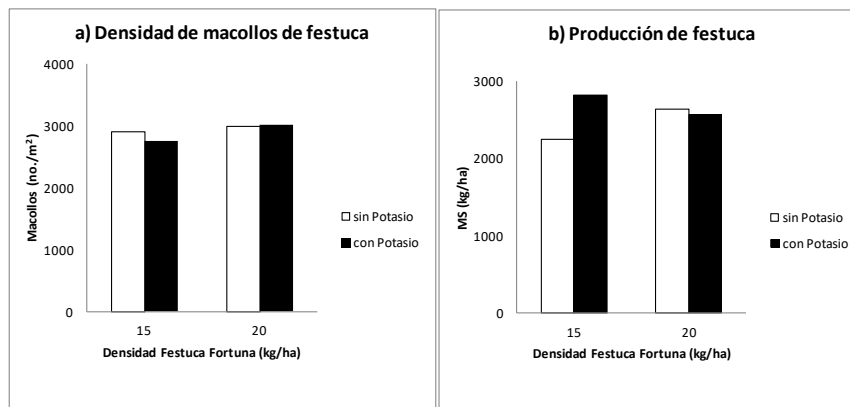 a) Densidad de macollos de festuca
4000
3000
2000
1000
0
Macollos (no./m²)
15
20
Densidad Festuca Fortuna (kg/ha)
sin Potasio
con Potasio
b) Producción de festuca
3000
2000
1000
0
MS (kg/ha)
15
20
Densidad Festuca Fortuna (kg/ha)
sin Potasio
con Potasio